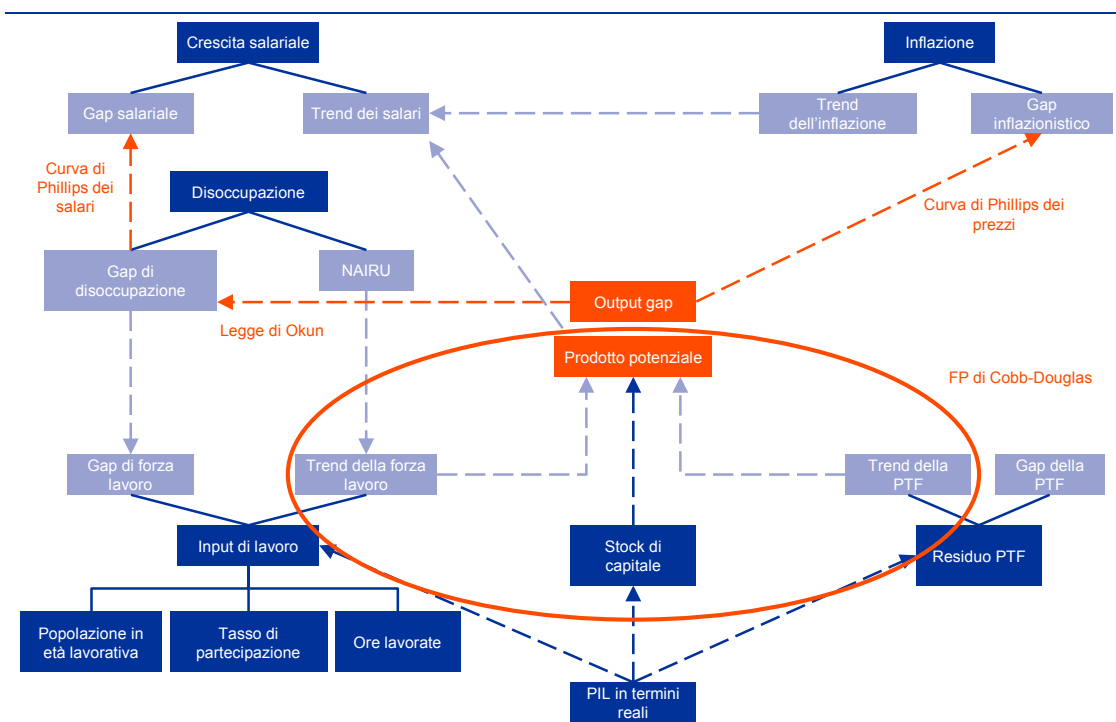 Crescita salariale
Inflazione
Gap salariale
Trend dei salari
Trend
dell'inflazione
Gap
inflazionistico
Curva di
Phillips dei
salari
Disoccupazione
Curva di Phillips dei
prezzi
Gap di
disoccupazione
NAIRU
Output gap
Legge di Okun
Prodotto potenziale
FP di Cobb-Douglas
Gap di forza
lavoro
Trend della forza
lavoro
Trend della
PTF
Gap della
PTF
Input di lavoro
Stock di
capitale
Residuo PTF
Popolazione in
età lavorativa
Tasso di
partecipazione
Ore lavorate
PIL in termini
reali